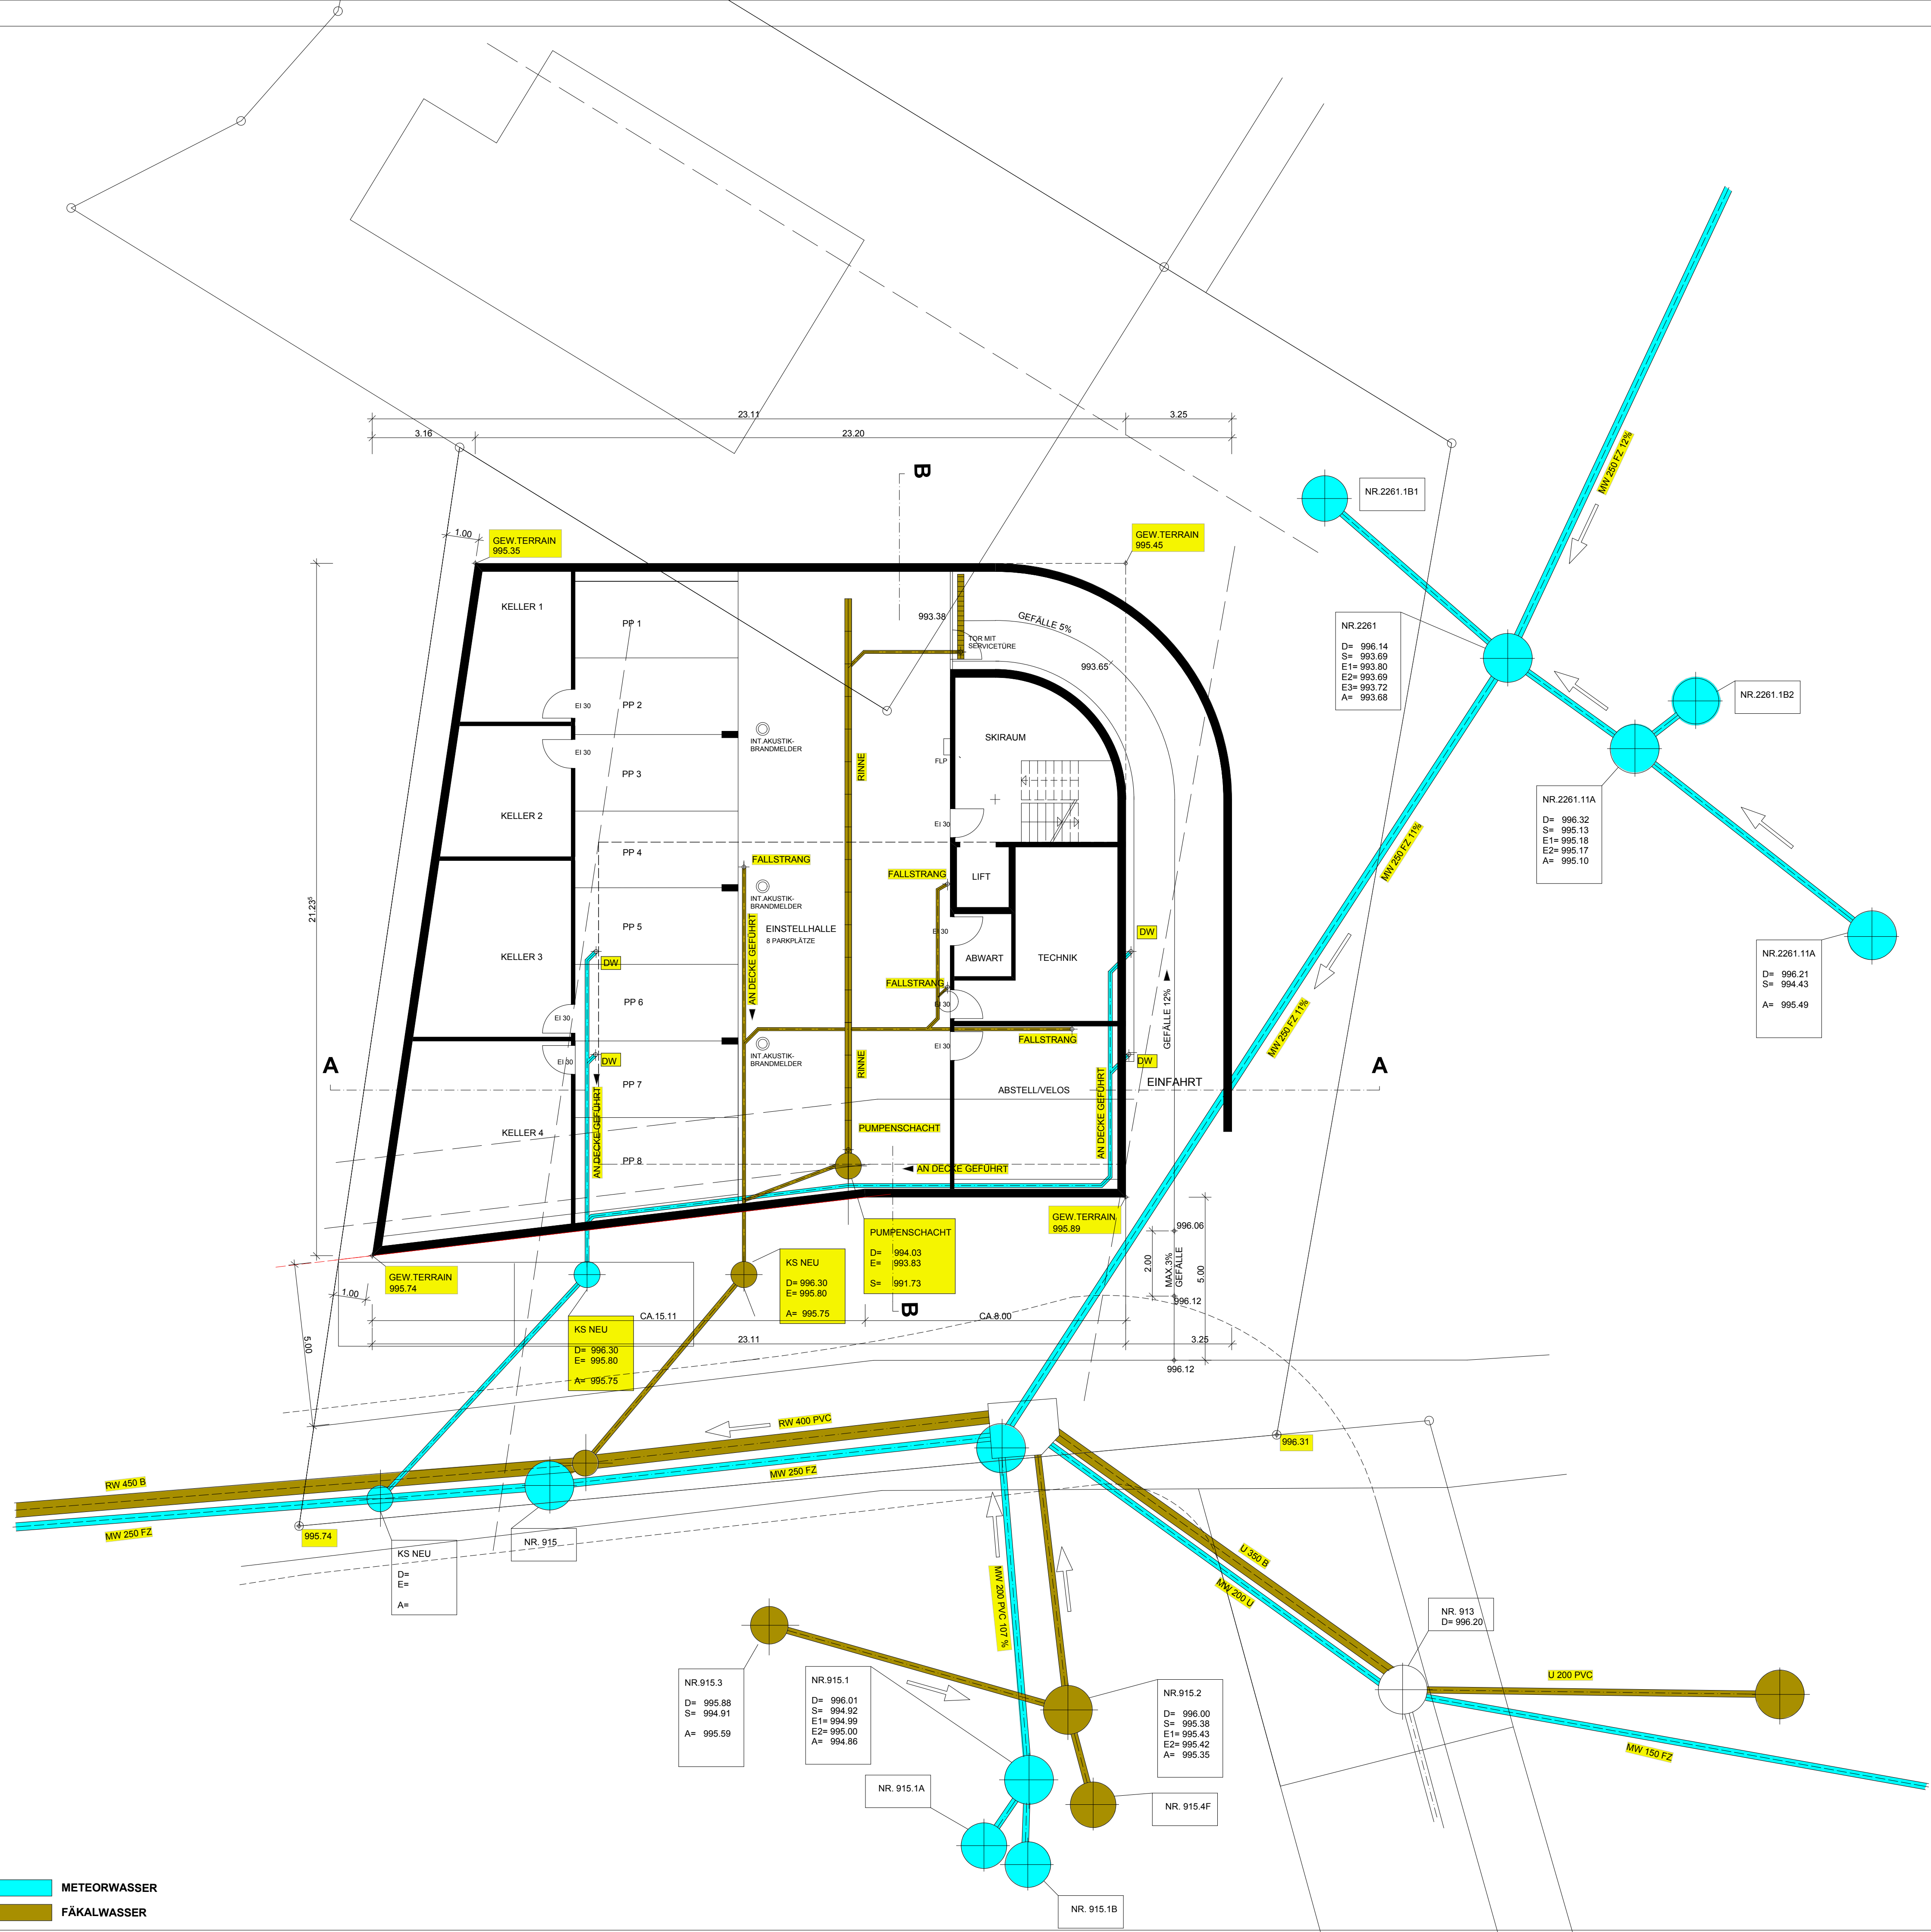 23.11
3.25
3.16
23.20
B
MW 250 FZ 12%
NR.2261.1B1
1.00
GEW.TERRAIN
995.35
GEW.TERRAIN
995.45
KELLER 1
PP 1
993.38
GEFÄLLE 5%
TOR MIT
SERVICETÜRE
993.65
NR.2261
D= 996.14
S= 993.69
E1= 993.80
E2= 993.69
E3= 993.72
A= 993.68
NR.2261.1B2
EI 30
PP 2
INT.AKUSTIK-
BRANDMELDER
SKIRAUM
EI 30
FLP
PP 3
RINNE
NR.2261.11A
D= 996.32
S= 995.13
E1= 995.18
E2= 995.17
A= 995.10
KELLER 2
EI 30
MW 250 FZ 11%
PP 4
FALLSTRANG
FALLSTRANG
LIFT
21.23⁵
INT.AKUSTIK-
BRANDMELDER
PP 5
EINSTELLHALLE
8 PARKPLÄTZE
EI 30
DW
AN DECKE GEFÜHRT
KELLER 3
DW
ABWART
TECHNIK
NR.2261.11A
D= 996.21
S= 994.43
A= 995.49
FALLSTRANG
PP 6
EI 30
EI 30
GEFÄLLE 12%
MW 250 FZ 11%
FALLSTRANG
EI 30
A
EI 30
DW
INT.AKUSTIK-
BRANDMELDER
RINNE
DW
A
PP 7
AN DECKE GEFÜHRT
ABSTELL/VELOS
AN DECKE GEFÜHRT
EINFAHRT
KELLER 4
PUMPENSCHACHT
PP 8
AN DECKE GEFÜHRT
GEW.TERRAIN
995.89
996.06
PUMPENSCHACHT
D= 994.03
E= 993.83
S= 991.73
2.00
MAX.3%
GEFÄLLE
5.00
GEW.TERRAIN
995.74
KS NEU
D= 996.30
E= 995.80
A= 995.75
1.00
996.12
B
CA.15.11
CA.8.00
KS NEU
D= 996.30
E= 995.80
A= 995.75
5.00
23.11
3.25
996.12
RW 400 PVC
996.31
MW 250 FZ
RW 450 B
MW 250 FZ
995.74
NR. 915
KS NEU
D=
E=
A=
U 350 B
MW 200 U
MW 200 PVC 107 %
NR. 913
D= 996.20
U 200 PVC
NR.915.3
D= 995.88
S= 994.91
A= 995.59
NR.915.1
D= 996.01
S= 994.92
E1= 994.99
E2= 995.00
A= 994.86
NR.915.2
D= 996.00
S= 995.38
E1= 995.43
E2= 995.42
A= 995.35
MW 150 FZ
NR. 915.1A
NR. 915.4F
NR. 915.1B
METEORWASSER
FÄKALWASSER